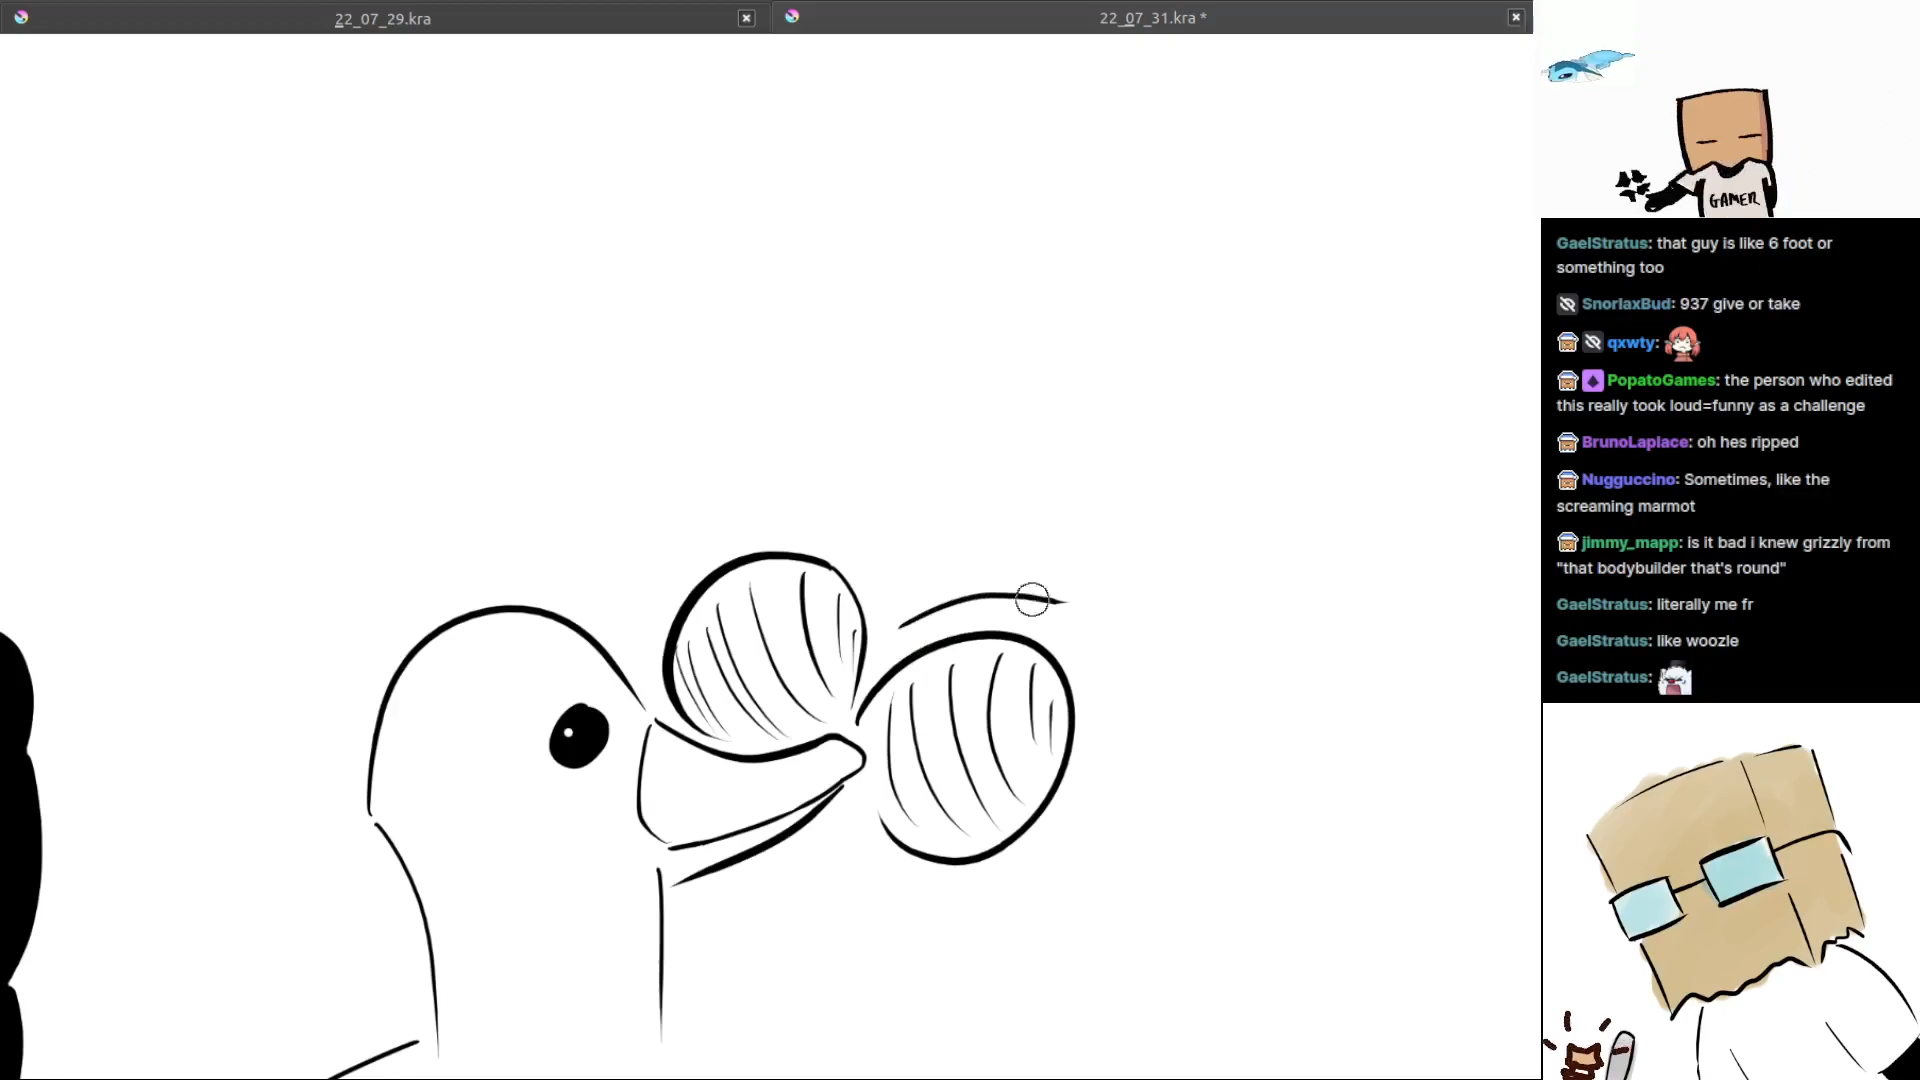 22_07_29.kra
22_07_31.kra *
GAMER
GaelStratus: that guy is like 6 foot or
something too
SnorlaxBud: 937 give or take
qxwty:
PopatoGames: the person who edited
this really took loud=funny as a challenge
BrunoLaplace: oh hes ripped
Nugguccino: Sometimes, like the
screaming marmot
jimmy_mapp: is it bad i knew grizzly from
"that bodybuilder that's round"
GaelStratus: literally me fr
GaelStratus: like woozle
GaelStratus: